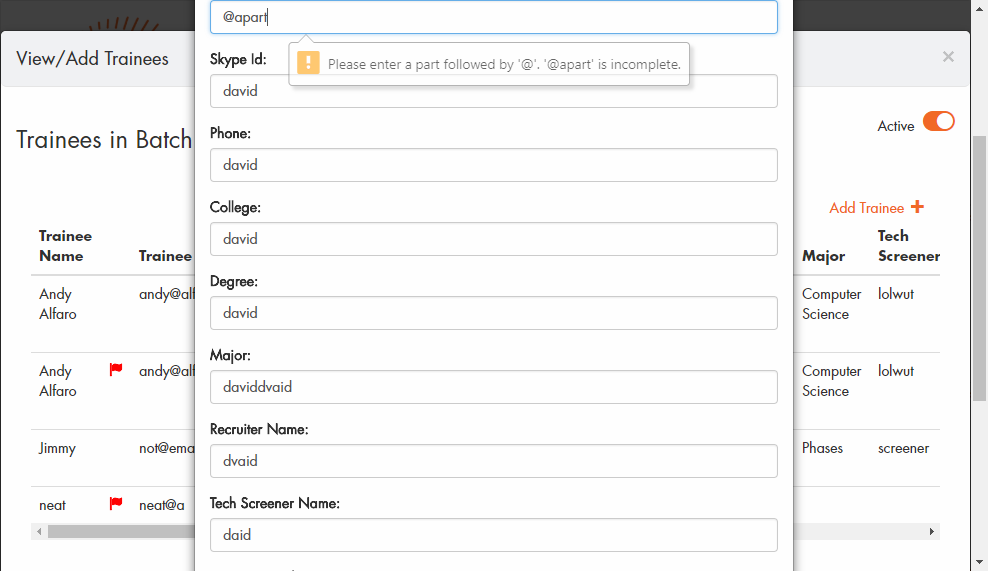 @apart
View/Add Trainees
×
Skype Id:
Please enter a part followed by '@'. '@apart' is incomplete.
david
Active
Trainees in Batch
Phone:
david
College:
david
Add Trainee +
Trainee Name
Trainee
Major
Tech Screener
Degree:
david
Andy Alfaro
andy@alf
Computer Science
lolwut
Major:
daviddvaid
Andy Alfaro
andy@alf
Computer Science
lolwut
Recruiter Name:
dvaid
Jimmy
not@ema
Phases
screener
Tech Screener Name:
daid
neat
neat@a